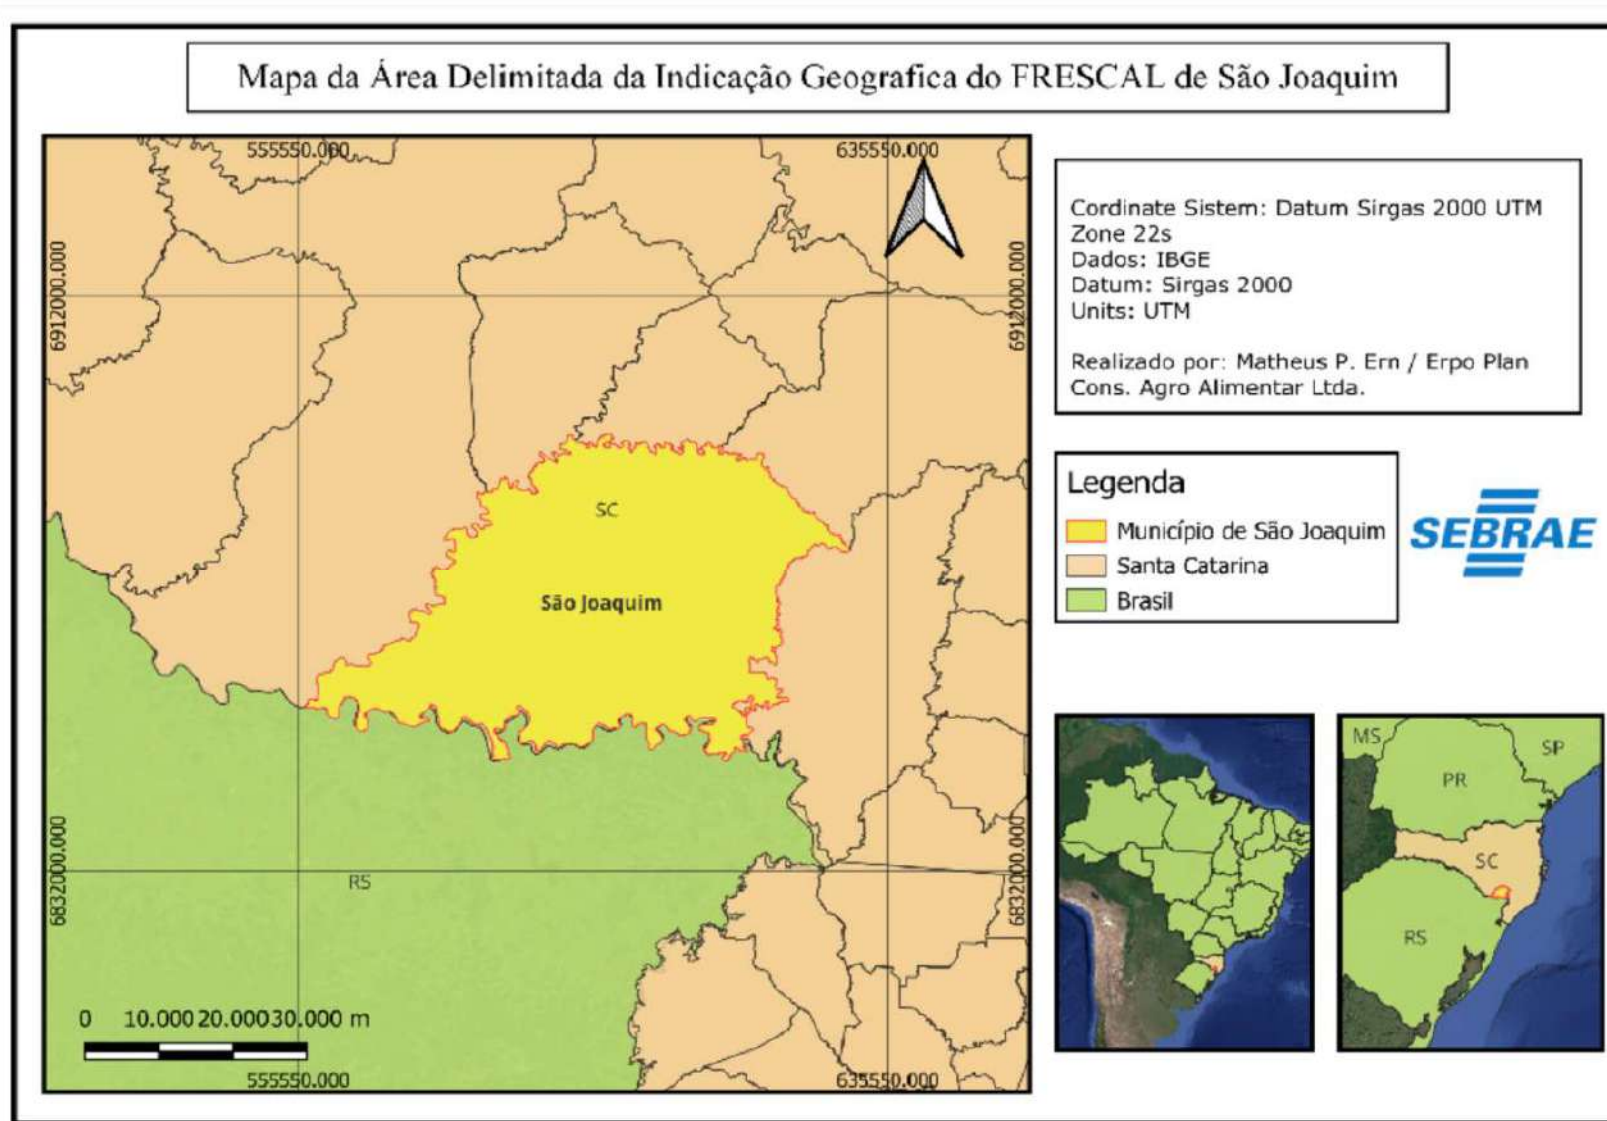 Mapa da Área Delimitada da Indicação Geografica do FRESCAL de São Joaquim
555550.000
635550.000
6912000.000
6912000.000
SC
São Joaquim
6832000.000
6832000.000
RS
0 10.000 20.000 30.000 m
555550.000
635550.000
Cordinate Sistem: Datum Sirgas 2000 UTM
Zone 22s
Dados: IBGE
Datum: Sirgas 2000
Units: UTM
Realizado por: Matheus P. Ern / Erpo Plan
Cons. Agro Alimentar Ltda.
Legenda
Município de São Joaquim
Santa Catarina
Brasil
SEBRAE
MS
SP
PR
SC
RS